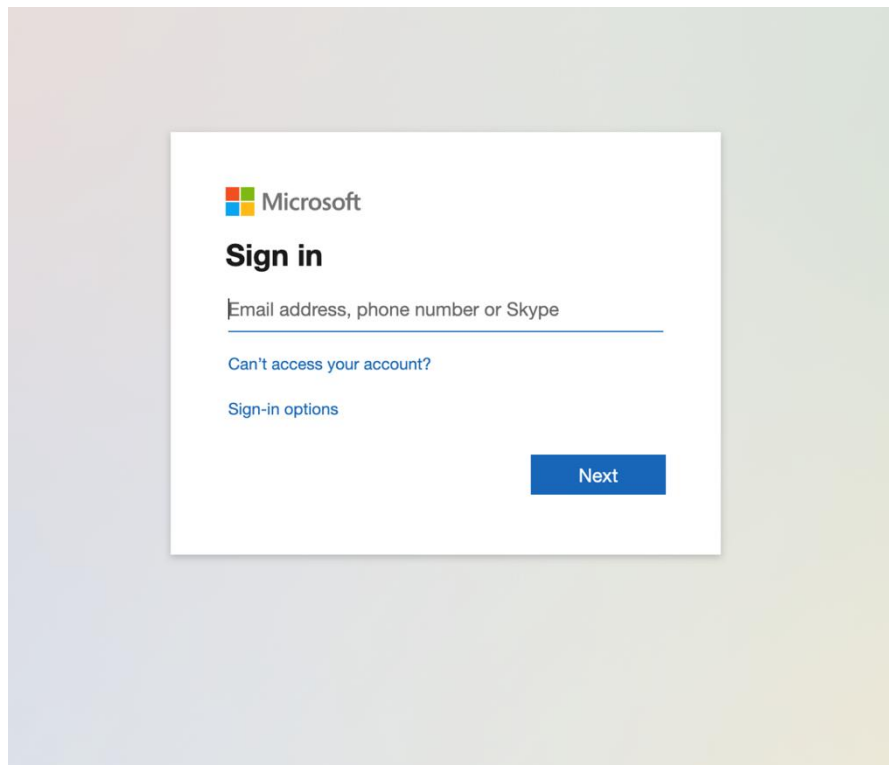 Microsoft
Sign in
Email address, phone number or Skype
Can't access your account?
Sign-in options
Next